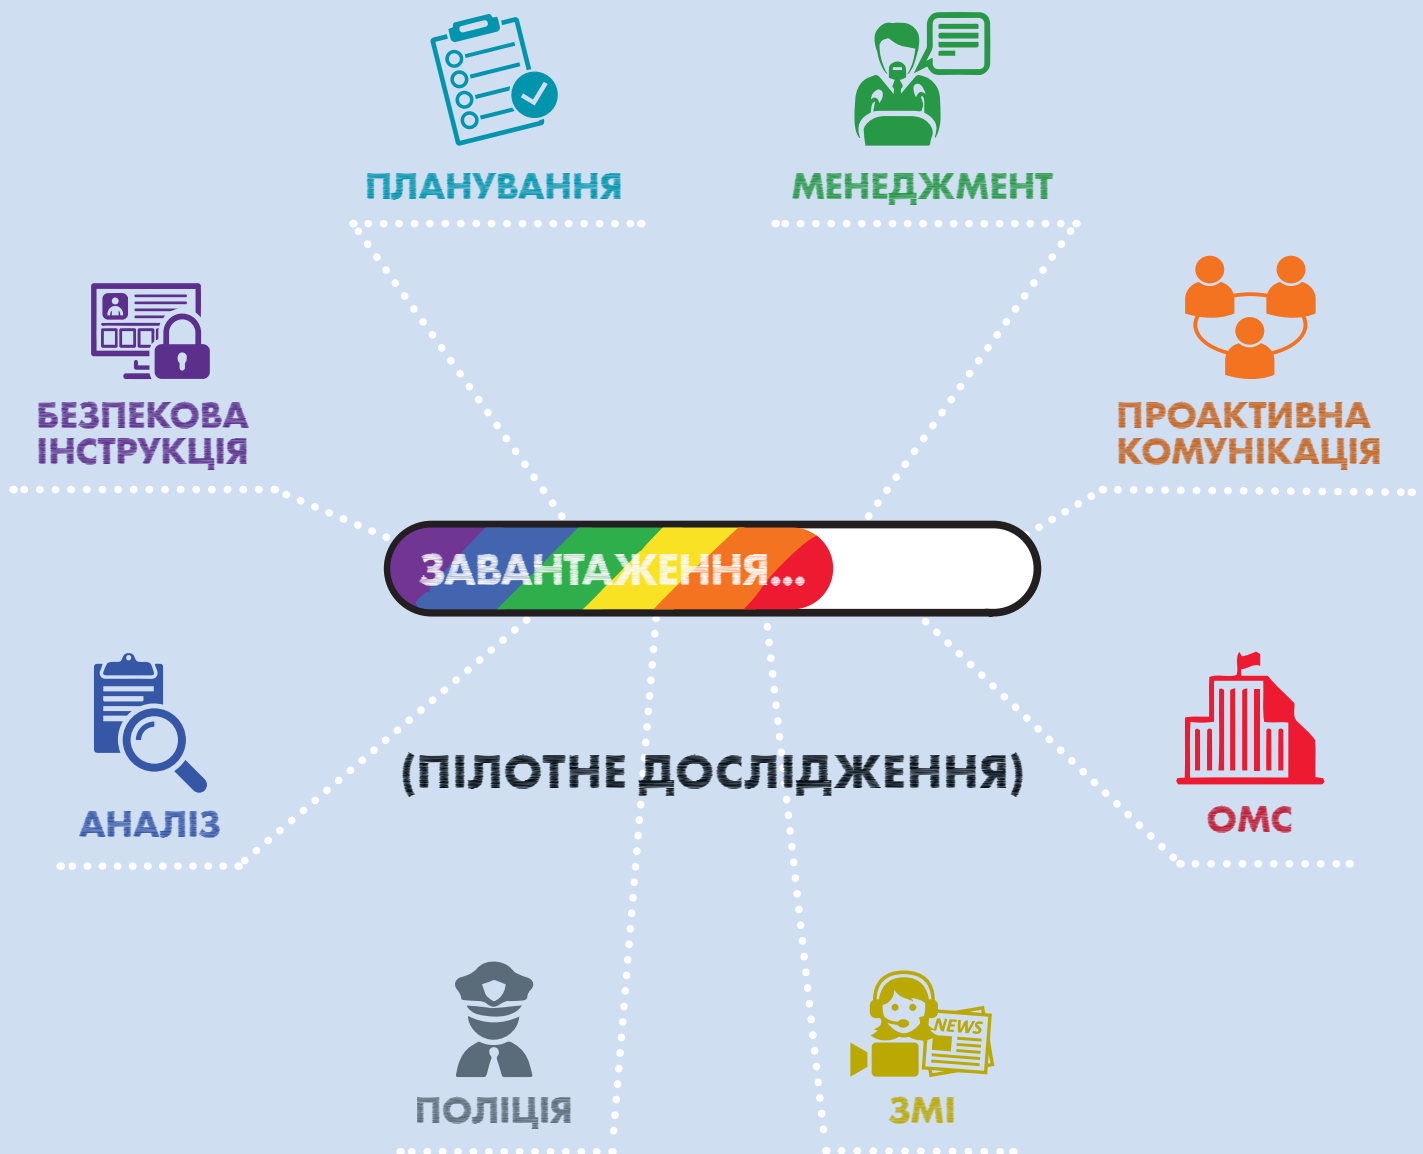 ПЛАНУВАННЯ
МЕНЕДЖМЕНТ
БЕЗПЕКОВА
ІНСТРУКЦІЯ
ПРОАКТИВНА
КОМУНІКАЦІЯ
ЗАВАНТАЖЕННЯ...
(ПІЛОТНЕ ДОСЛІДЖЕННЯ)
АНАЛІЗ
ОМС
NEWS
ПОЛІЦІЯ
ЗМІ